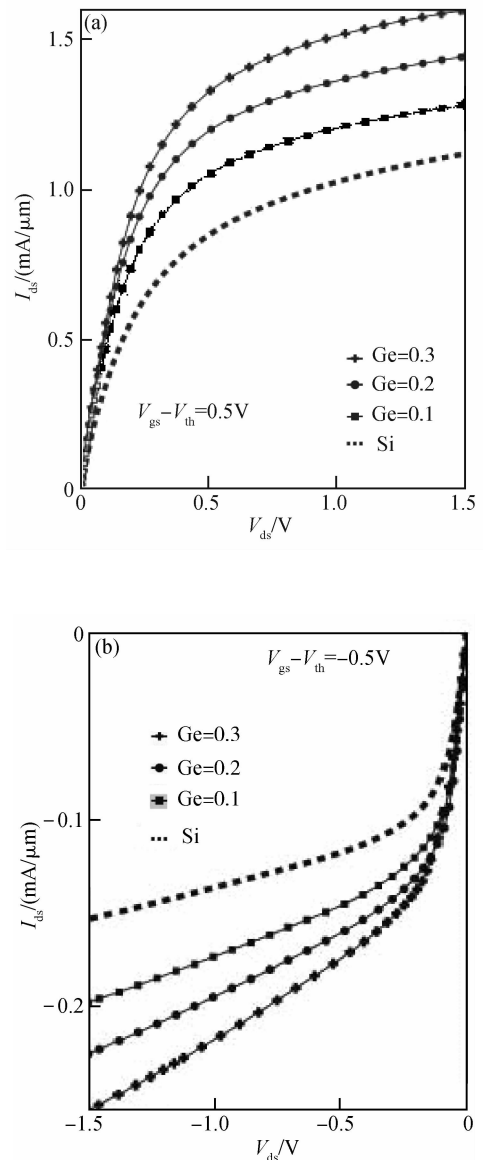 (a)
1.5
1.0
0.5
0
I_ds/(mA/μm)
Ge=0.3
Ge=0.2
Ge=0.1
Si
V_gs−V_th=0.5V
0
0.5
1.0
1.5
V_ds/V
(b)
V_gs−V_th=−0.5V
0
−0.1
−0.2
I_ds/(mA/μm)
Ge=0.3
Ge=0.2
Ge=0.1
Si
−1.5
−1.0
−0.5
0
V_ds/V